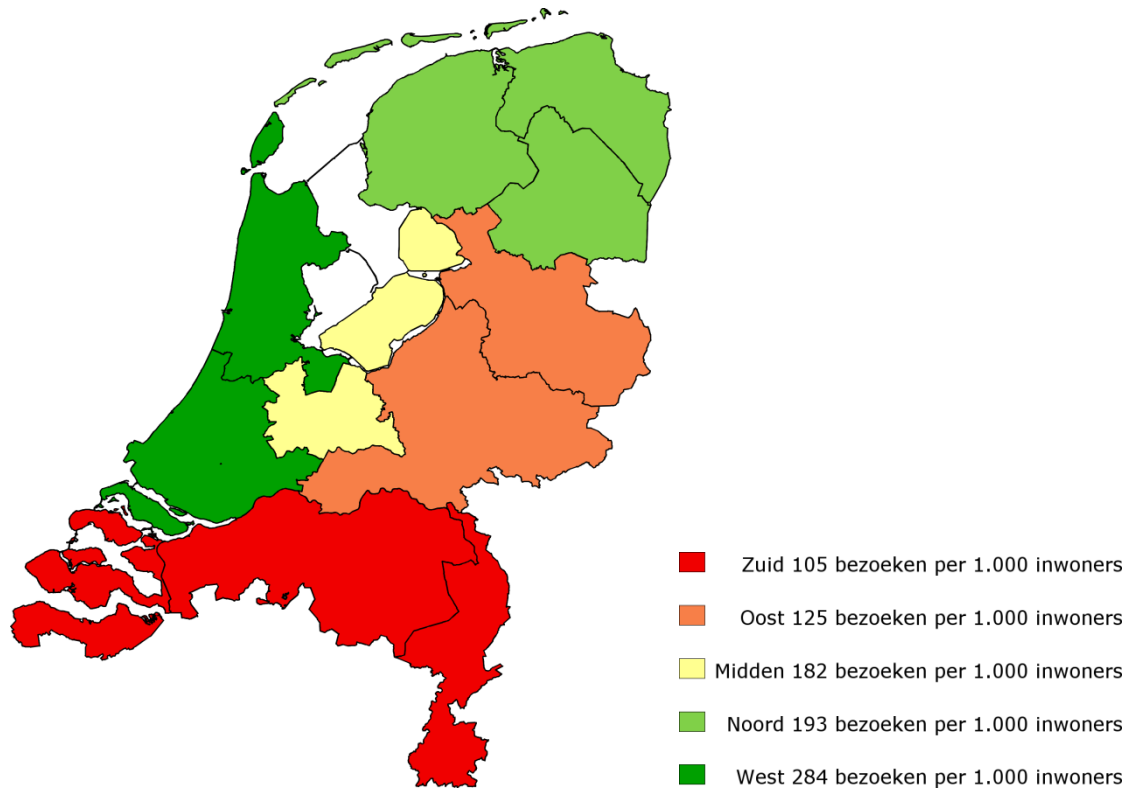 Zuid 105 bezoeken per 1.000 inwoners
Oost 125 bezoeken per 1.000 inwoners
Midden 182 bezoeken per 1.000 inwoners
Noord 193 bezoeken per 1.000 inwoners
West 284 bezoeken per 1.000 inwoners